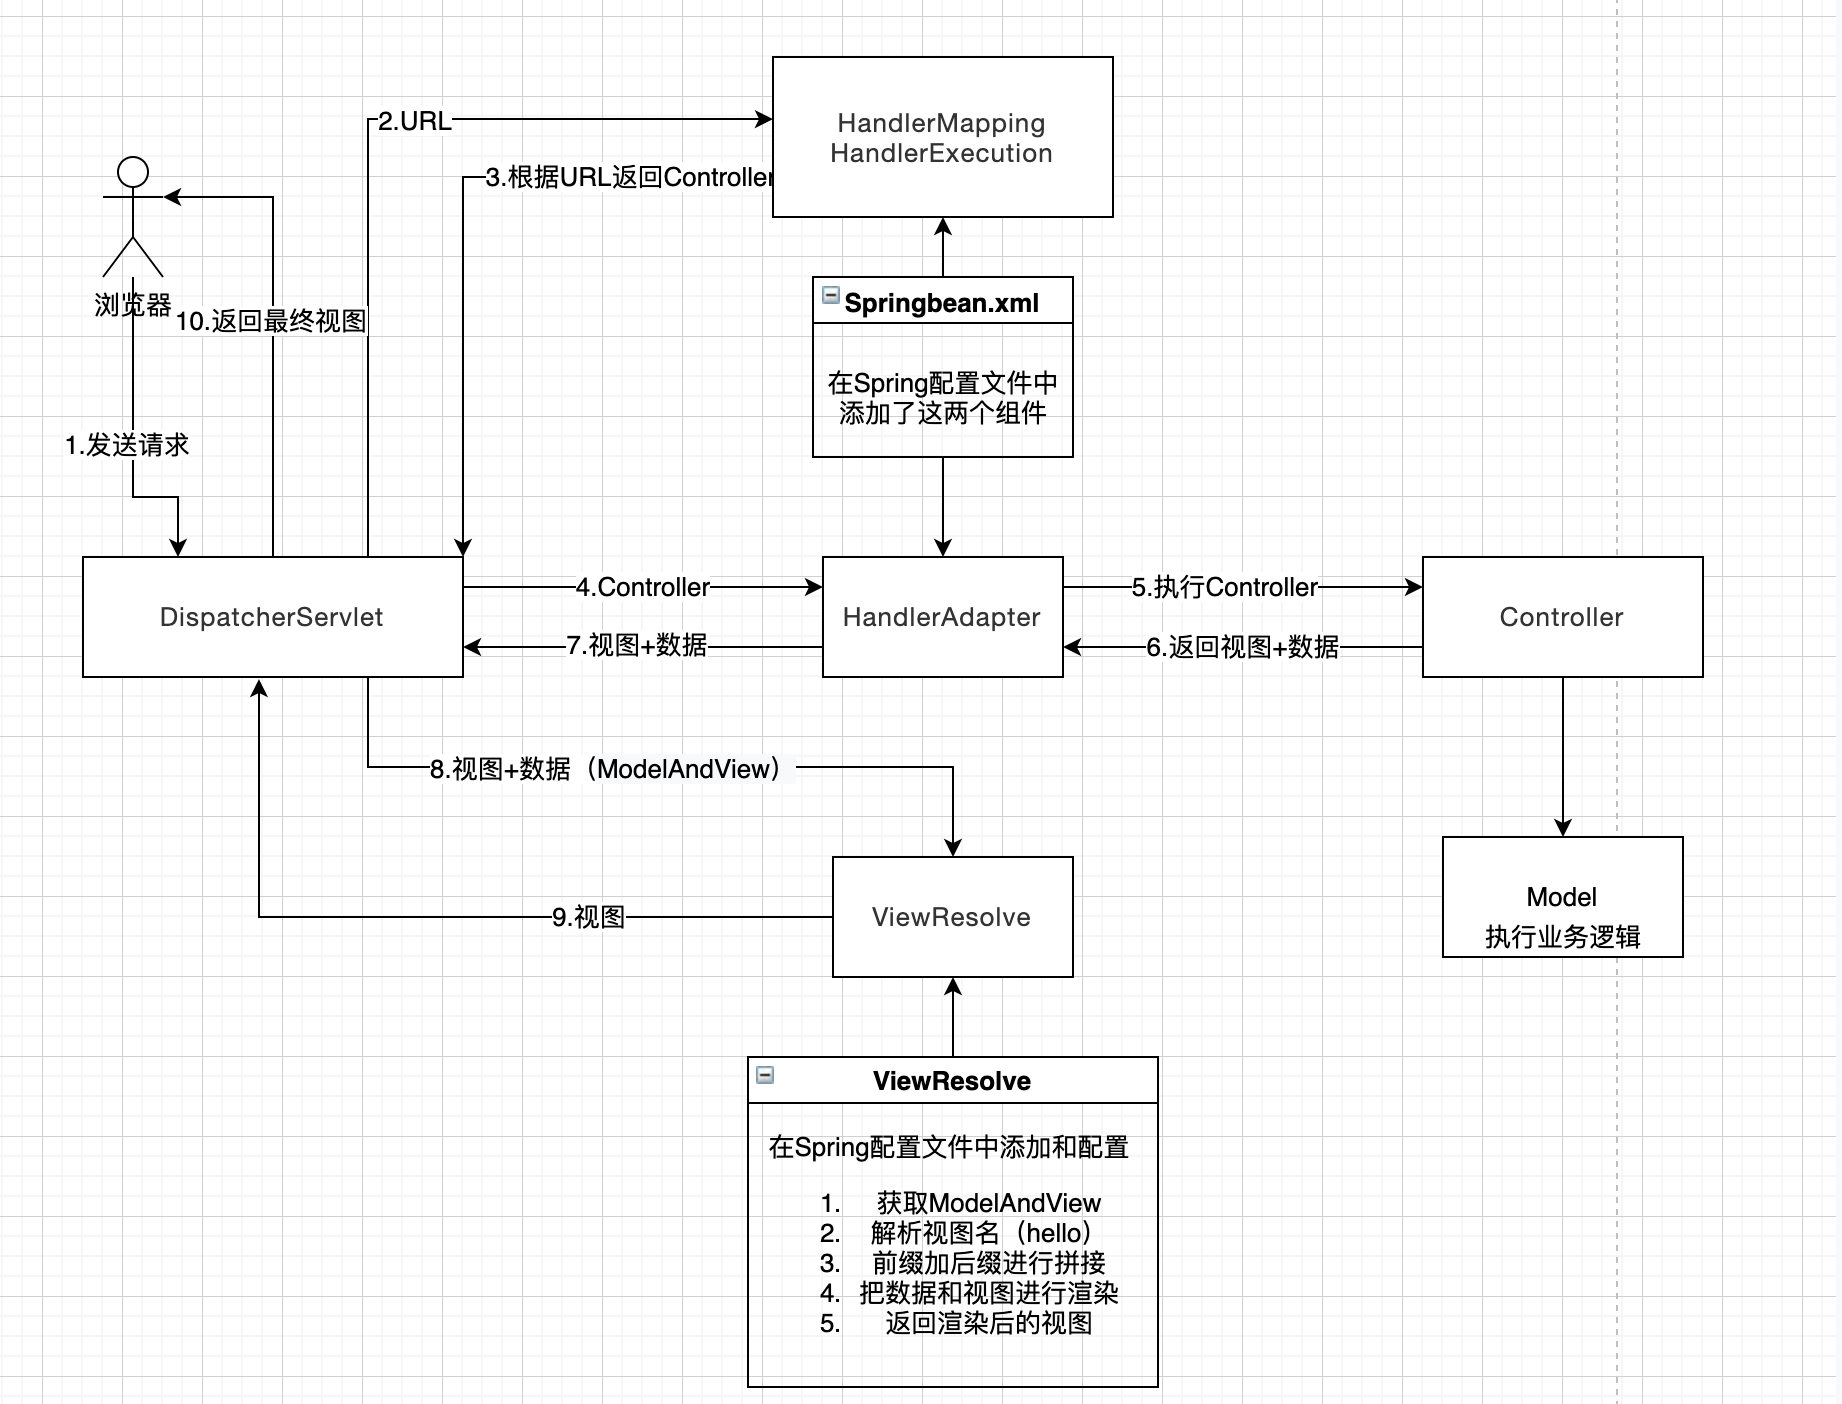 2.URL
HandlerMapping
HandlerExecution
3.根据URL返回Controller
浏览器
10.返回最终视图
Springbean.xml
在Spring配置文件中
添加了这两个组件
1.发送请求
DispatcherServlet
4.Controller
7.视图+数据
HandlerAdapter
5.执行Controller
6.返回视图+数据
Controller
8.视图+数据（ModelAndView）
9.视图
ViewResolve
Model
执行业务逻辑
ViewResolve
在Spring配置文件中添加和配置
1. 获取ModelAndView
2. 解析视图名（hello）
3. 前缀加后缀进行拼接
4. 把数据和视图进行渲染
5. 返回渲染后的视图